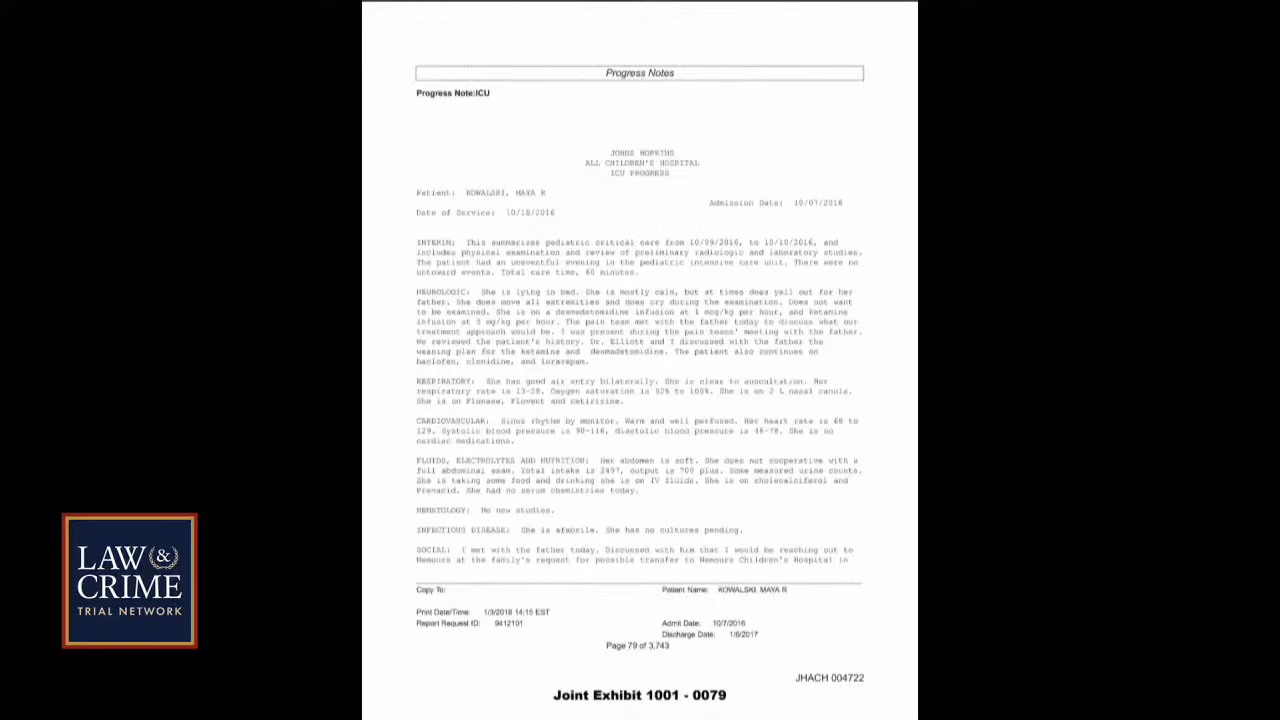 Progress Notes
Progress Note:ICU
JOHNS HOPKINS
ALL CHILDREN'S HOSPITAL
ICU PROGRESS
Patient: KOWALSKI, MAYA R
Admission Date: 10/07/2016
Date of Service: 10/10/2016
INTERIM: This summarizes pediatric critical care from 10/09/2016, to 10/10/2016, and
includes physical examination and review of preliminary radiologic and laboratory studies.
The patient had an uneventful evening in the pediatric intensive care unit. There were no
untoward events. Total care time, 60 minutes.
NEUROLOGIC: She is lying in bed. She is mostly calm, but at times does yell out for her
father. She does move all extremities and does cry during the examination. Does not want
to be examined. She is on a dexmedetomidine infusion at 1 mcg/kg per hour, and ketamine
infusion at mg/kg per hour. The pain team met with the father today to discuss what our
treatment approach would be. I was present during the pain teams' meeting with the father.
We reviewed the patient's history. Dr. Elliott and I discussed with the father the
weaning plan for the ketamine and dexmedetomidine. The patient also continues on
baclofen, clonidine, and lorazepam.
RESPIRATORY: She has good air entry bilaterally. She is clear to auscultation. Her
respiratory rate is 13-28. Oxygen saturation is 92% to 100%. She is on 2 L nasal canula.
She is on Flonase, Flovent and cetirizine.
CARDIOVASCULAR: Sinus rhythm by monitor. Warm and well perfused. Her heart rate is 68 to
129. Systolic blood pressure is 90-116, diastolic blood pressure is 48-78. She is no
cardiac medications.
FLUIDS, ELECTROLYTES AND NUTRITION: Her abdomen is soft. She does not cooperative with a
full abdominal exam. Total intake is 2497, output is 700 plus. Some measured urine counts.
She is taking some food and drinking she is on IV fluids. She is on cholecalciferol and
Prevacid. She had no serum chemistries today.
HEMATOLOGY: No new studies.
INFECTIOUS DISEASE: She is afebrile. She has no cultures pending.
SOCIAL: I met with the father today. Discussed with him that I would be reaching out to
Nemours at the family's request for possible transfer to Nemours Children's Hospital in
Copy To:
Patient Name: KOWALSKI, MAYA R
Print Date/Time: 1/3/2018 14:15 EST
Report Request ID: 9412101
Admit Date: 10/7/2016
Discharge Date: 1/6/2017
Page 79 of 3,743
JHACH 004722
Joint Exhibit 1001 - 0079
LAW &
CRIME
TRIAL NETWORK